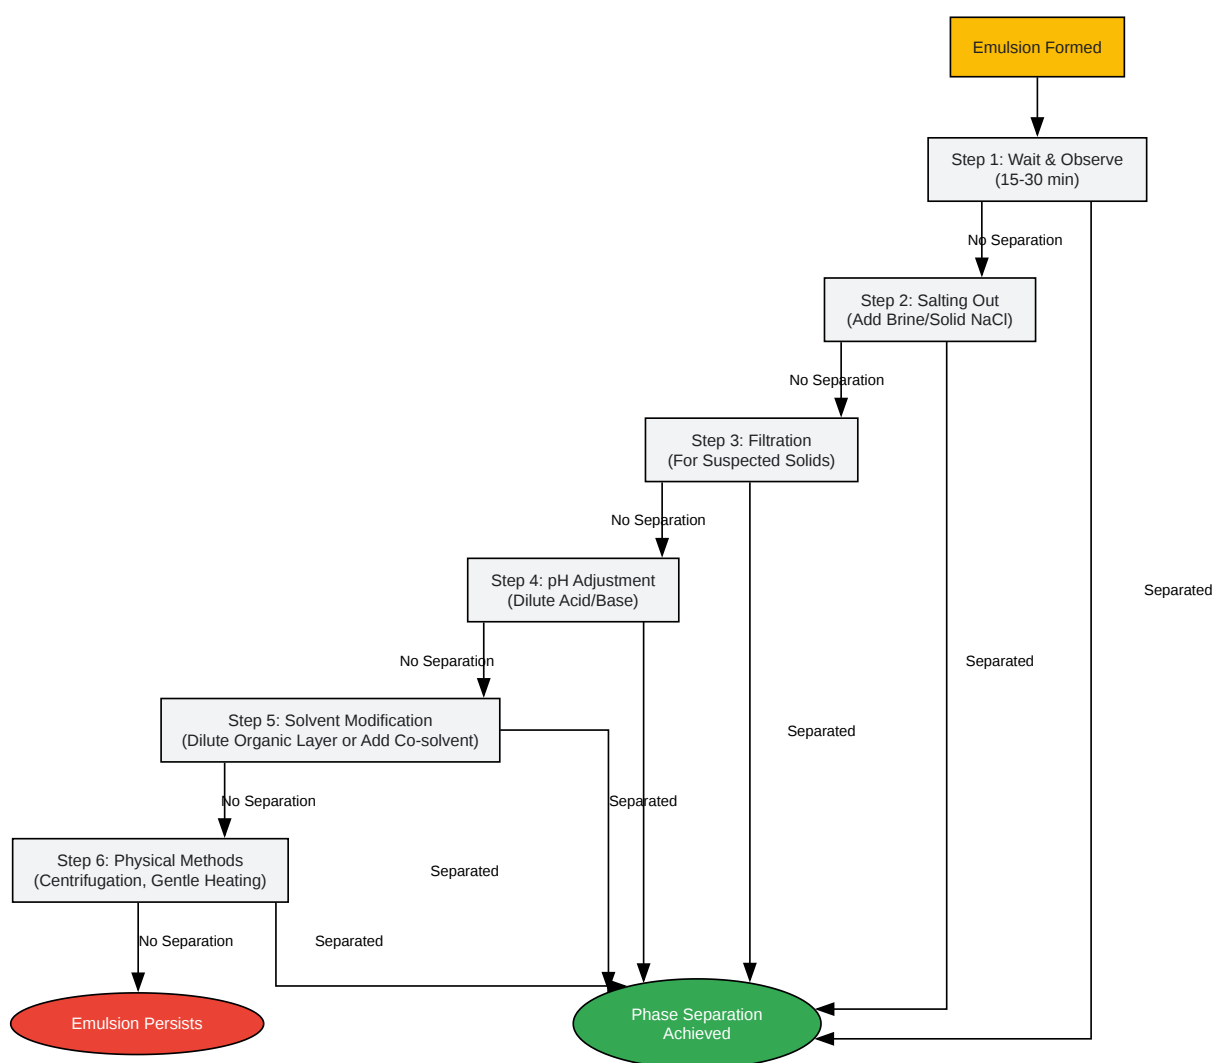 Emulsion Formed
Step 1: Wait & Observe
(15-30 min)
No Separation
Step 2: Salting Out
(Add Brine/Solid NaCl)
No Separation
Step 3: Filtration
(For Suspected Solids)
No Separation
Step 4: pH Adjustment
(Dilute Acid/Base)
Separated
No Separation
Separated
Step 5: Solvent Modification
(Dilute Organic Layer or Add Co-solvent)
Separated
No Separation
Separated
Step 6: Physical Methods
(Centrifugation, Gentle Heating)
Separated
No Separation
Separated
Emulsion Persists
Phase Separation
Achieved